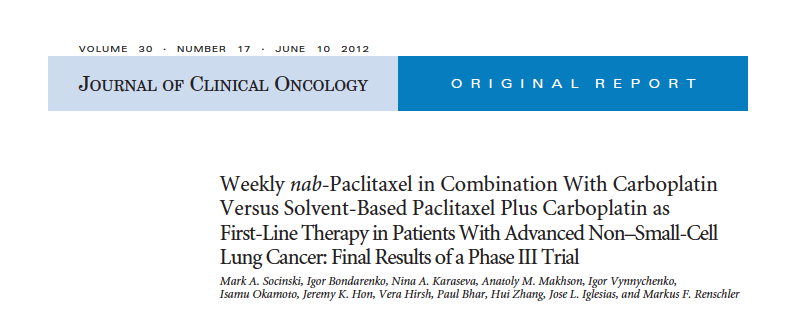 VOLUME 30 · NUMBER 17 · JUNE 10 2012
JOURNAL OF CLINICAL ONCOLOGY
ORIGINAL REPORT
Weekly nab-Paclitaxel in Combination With Carboplatin
Versus Solvent-Based Paclitaxel Plus Carboplatin as
First-Line Therapy in Patients With Advanced Non–Small-Cell
Lung Cancer: Final Results of a Phase III Trial
Mark A. Socinski, Igor Bondarenko, Nina A. Karaseva, Anatoly M. Makhson, Igor Vynnychenko,
Isamu Okamoto, Jeremy K. Hon, Vera Hirsh, Paul Bhar, Hui Zhang, Jose L. Iglesias, and Markus F. Renschler